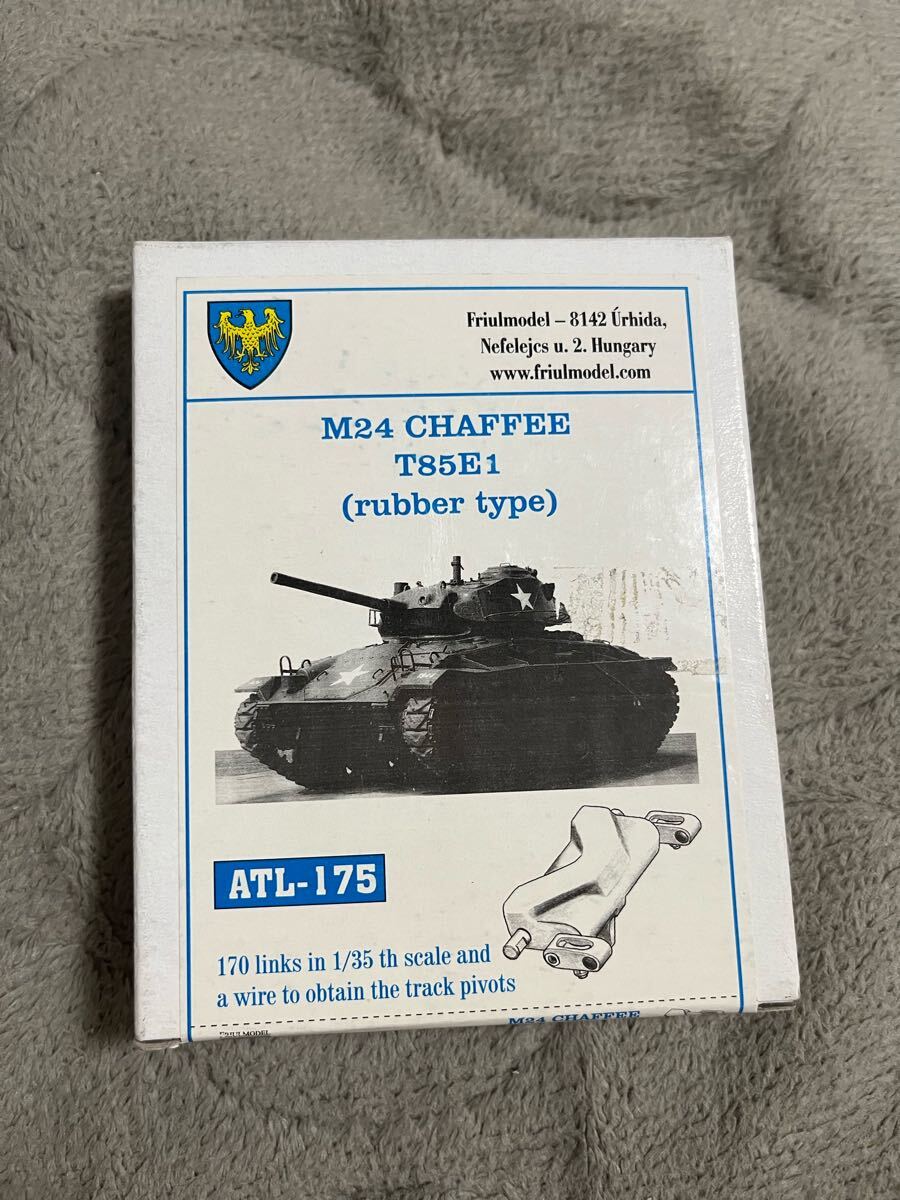 Friulmodel – 8142 Úrhida,
Nefelejcs u. 2. Hungary
www.friulmodel.com
M24 CHAFFEE
T85E1
(rubber type)
ATL-175
170 links in 1/35 th scale and
a wire to obtain the track pivots
FRIULMODEL
M24 CHAFFEE